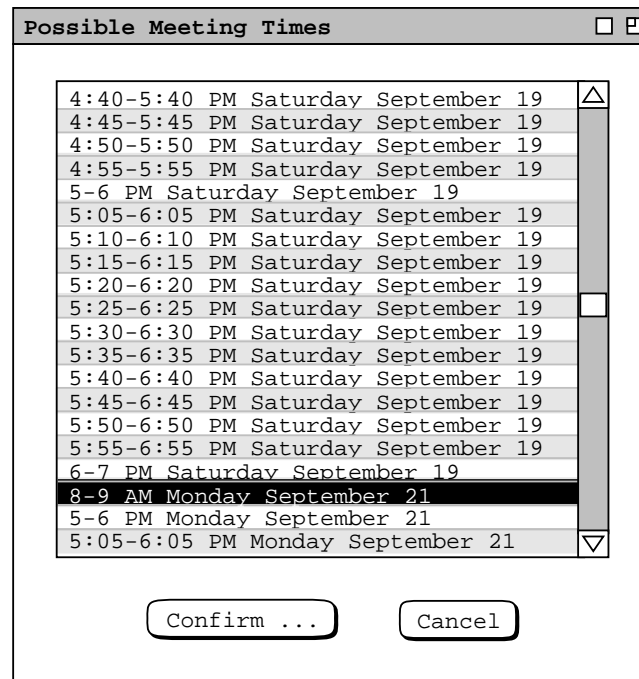 Possible Meeting Times
4:40-5:40 PM Saturday September 19
4:45-5:45 PM Saturday September 19
4:50-5:50 PM Saturday September 19
4:55-5:55 PM Saturday September 19
5-6 PM Saturday September 19
5:05-6:05 PM Saturday September 19
5:10-6:10 PM Saturday September 19
5:15-6:15 PM Saturday September 19
5:20-6:20 PM Saturday September 19
5:25-6:25 PM Saturday September 19
5:30-6:30 PM Saturday September 19
5:35-6:35 PM Saturday September 19
5:40-6:40 PM Saturday September 19
5:45-6:45 PM Saturday September 19
5:50-6:50 PM Saturday September 19
5:55-6:55 PM Saturday September 19
6-7 PM Saturday September 19
8-9 AM Monday September 21
5-6 PM Monday September 21
5:05-6:05 PM Monday September 21
Confirm ... Cancel